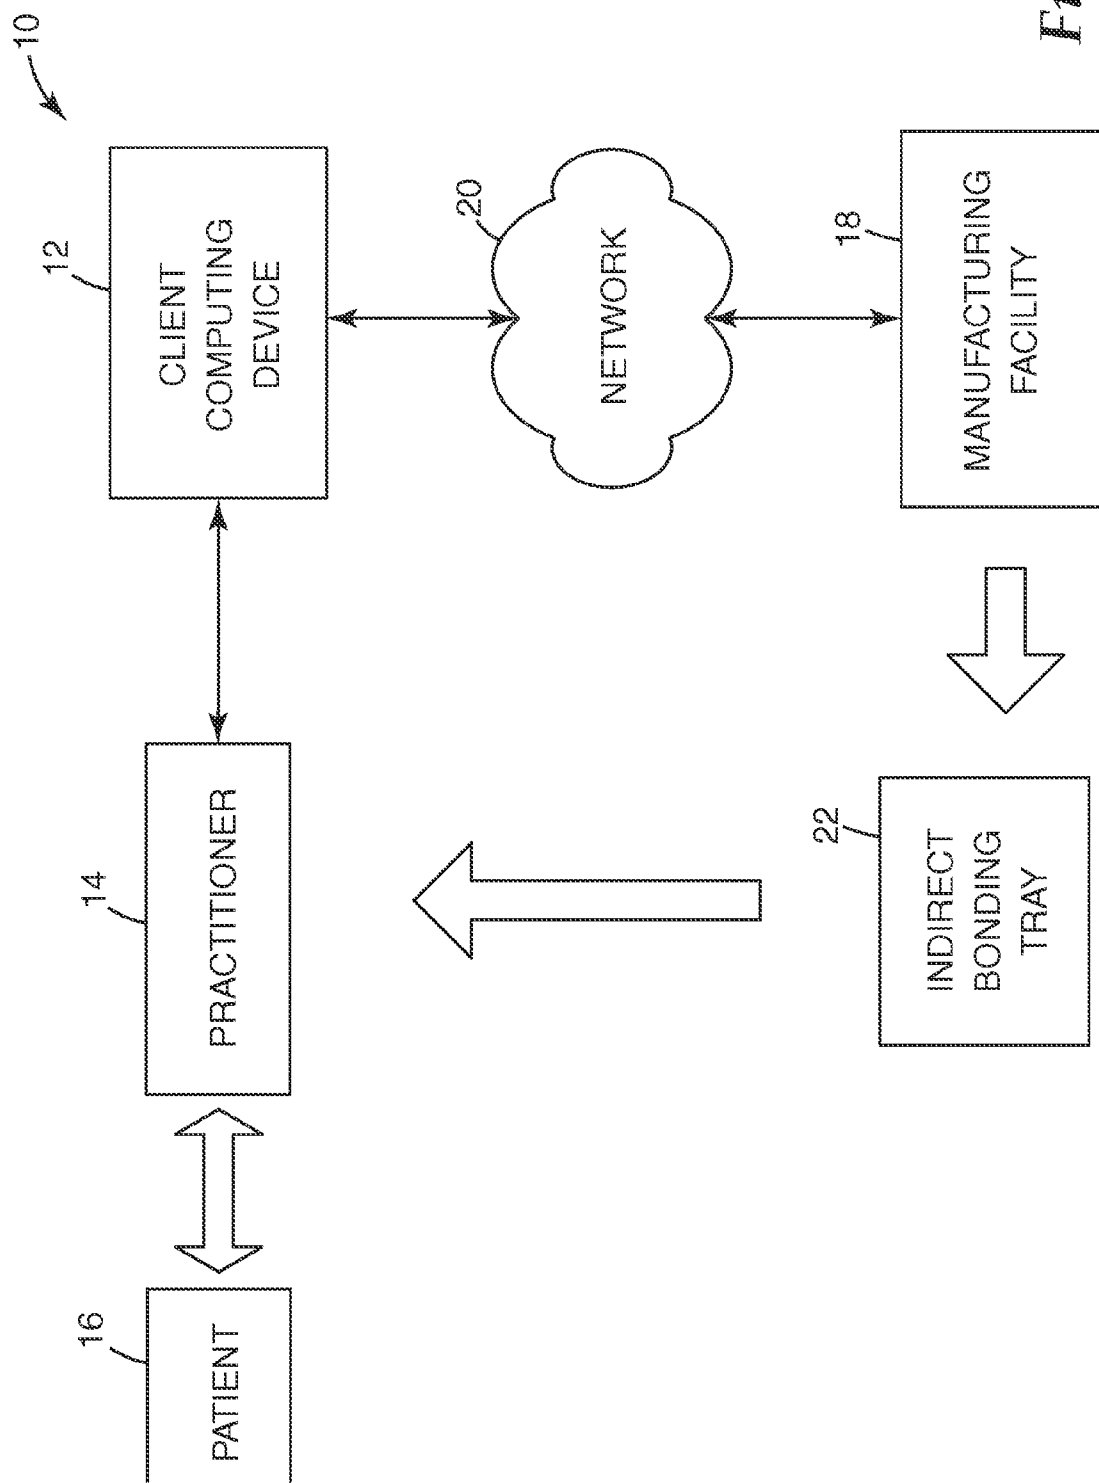 10
12
CLIENT
COMPUTING
DEVICE
14
PRACTITIONER
16
PATIENT
20
NETWORK
18
MANUFACTURING
FACILITY
22
INDIRECT
BONDING
TRAY